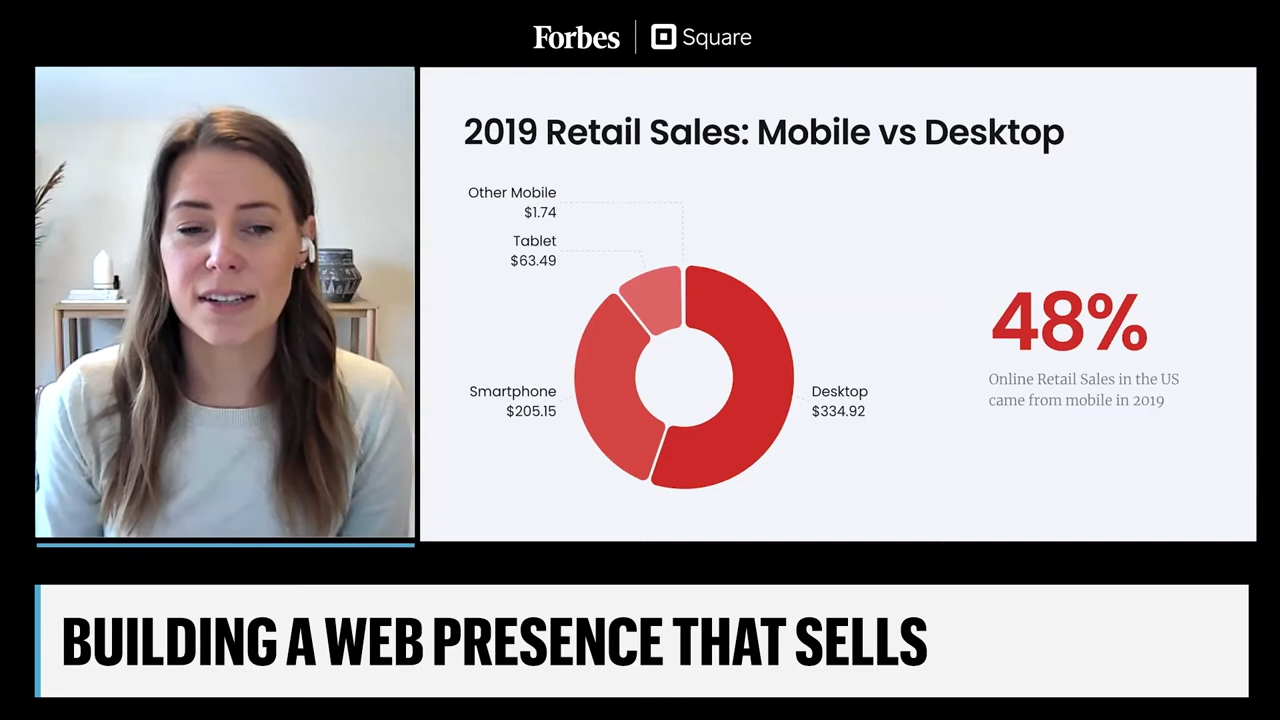 Forbes
Square
2019 Retail Sales: Mobile vs Desktop
Other Mobile
$1.74
Tablet
$63.49
Smartphone
$205.15
Desktop
$334.92
48%
Online Retail Sales in the US
came from mobile in 2019
BUILDING A WEB PRESENCE THAT SELLS